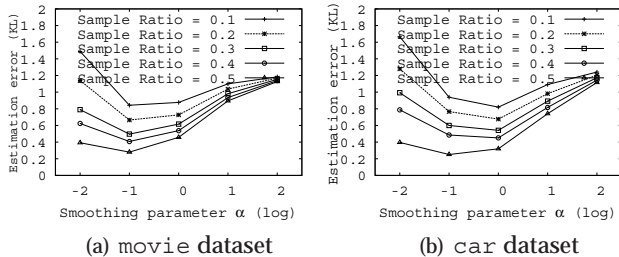 Estimation error (KL)
2
1.8
1.6
1.4
1.2
1
0.8
0.6
0.4
0.2
0
Sample Ratio = 0.1
Sample Ratio = 0.2
Sample Ratio = 0.3
Sample Ratio = 0.4
Sample Ratio = 0.5
-2 -1 0 1 2
Smoothing parameter α (log)
(a) movie dataset
Estimation error (KL)
2
1.8
1.6
1.4
1.2
1
0.8
0.6
0.4
0.2
0
Sample Ratio = 0.1
Sample Ratio = 0.2
Sample Ratio = 0.3
Sample Ratio = 0.4
Sample Ratio = 0.5
-2 -1 0 1 2
Smoothing parameter α (log)
(b) car dataset